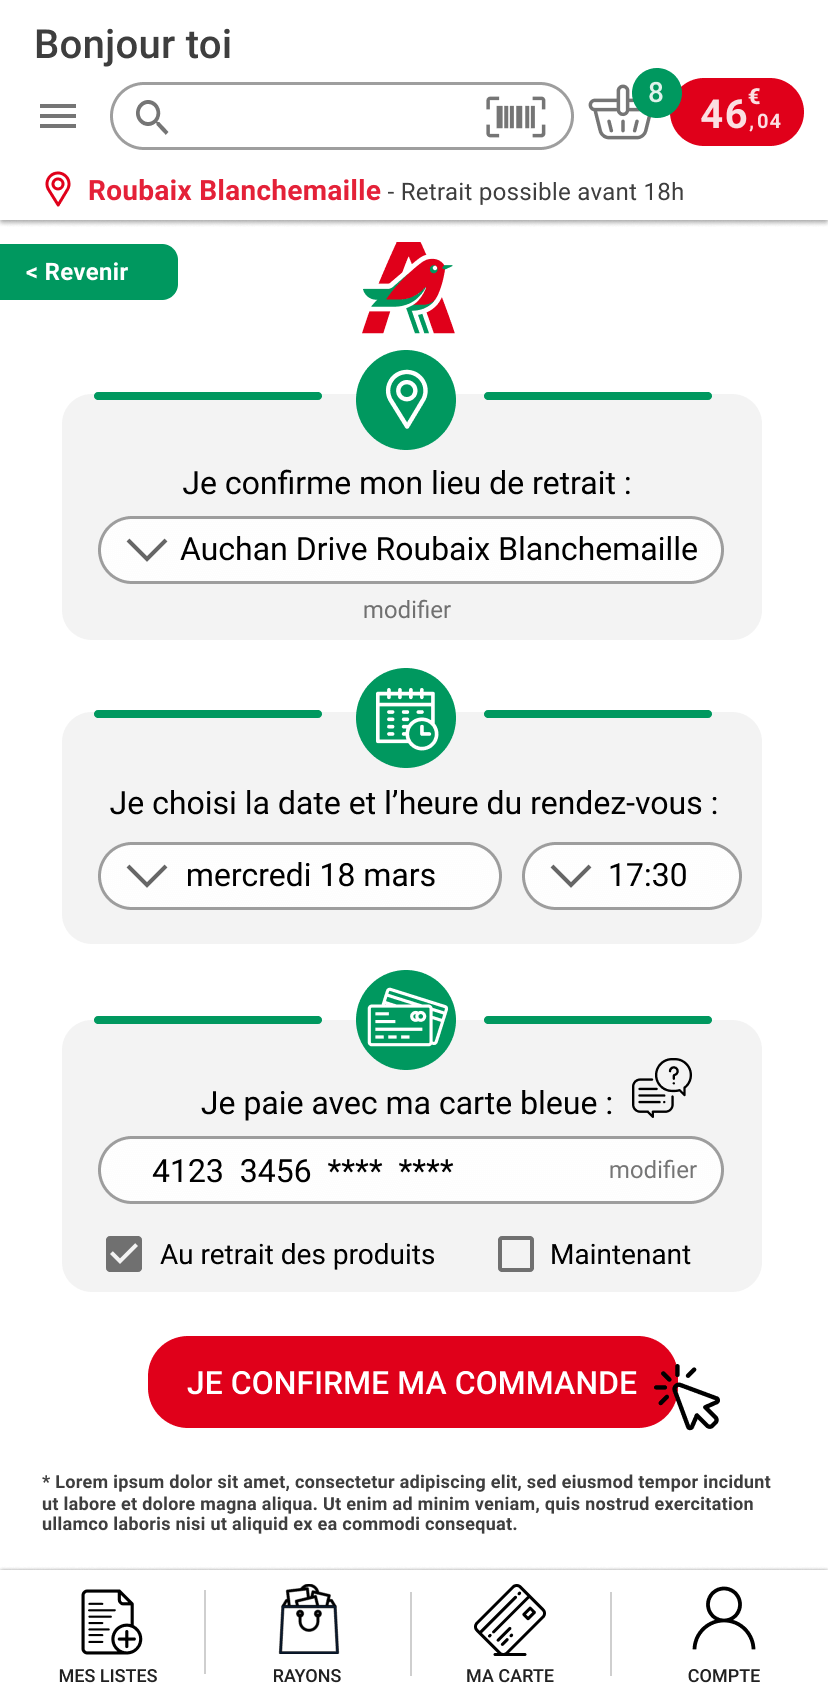 Bonjour toi
8
46€,04
Roubaix Blanchemaille - Retrait possible avant 18h
< Revenir
Je confirme mon lieu de retrait :
Auchan Drive Roubaix Blanchemaille
modifier
Je choisi la date et l’heure du rendez-vous :
mercredi 18 mars
17:30
Je paie avec ma carte bleue :
?
4123 3456 **** ****
modifier
Au retrait des produits
Maintenant
JE CONFIRME MA COMMANDE
* Lorem ipsum dolor sit amet, consectetur adipiscing elit, sed eiusmod tempor incidunt
ut labore et dolore magna aliqua. Ut enim ad minim veniam, quis nostrud exercitation
ullamco laboris nisi ut aliquid ex ea commodi consequat.
MES LISTES
RAYONS
MA CARTE
COMPTE